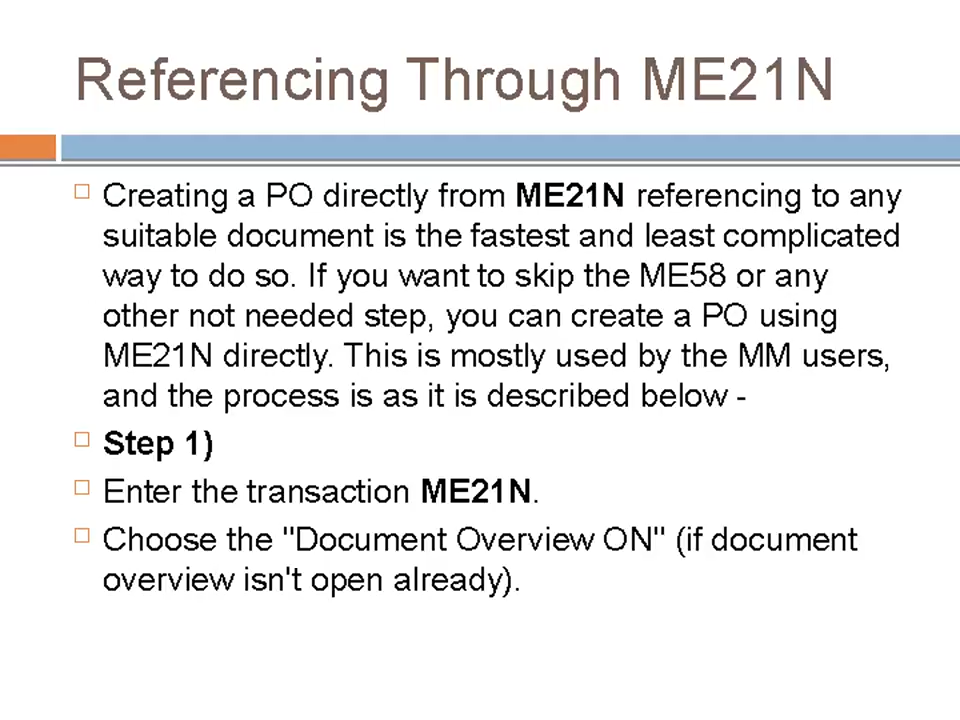 Referencing Through ME21N
Creating a PO directly from ME21N referencing to any
suitable document is the fastest and least complicated
way to do so. If you want to skip the ME58 or any
other not needed step, you can create a PO using
ME21N directly. This is mostly used by the MM users,
and the process is as it is described below -
Step 1)
Enter the transaction ME21N.
Choose the "Document Overview ON" (if document
overview isn't open already).